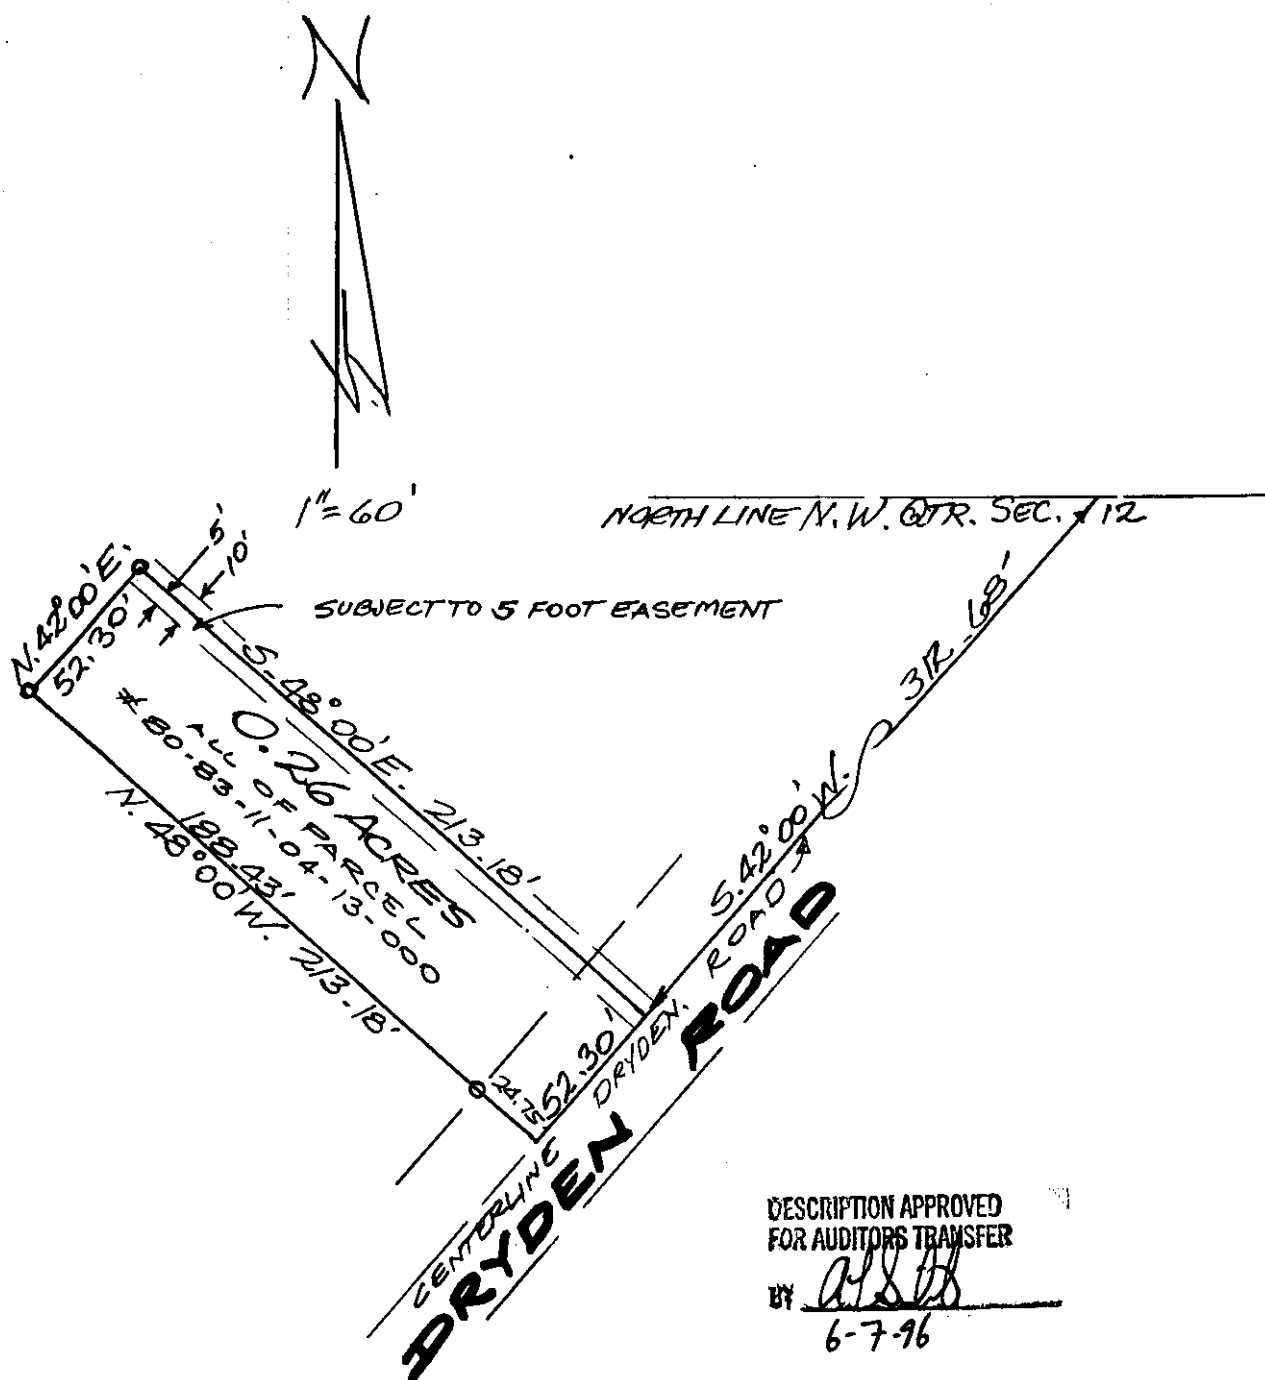 N
1"=60'
NORTH LINE N.W. QTR. SEC. 12
5'
10'
SUBJECT TO 5 FOOT EASEMENT
N. 42°00'E.
52.30'
S-48°00'E. 213.18'
312.68'
0.26 ACRES
ALL OF PARCEL
#80-83-11-04-13-000
188.43'
N. 48°00'W. 213.18'
S.42°00'W.
24.75
52.30'
CENTERLINE DRYDEN. ROAD
DRYDEN ROAD
DESCRIPTION APPROVED
FOR AUDITORS TRANSFER
BY
6-7-96